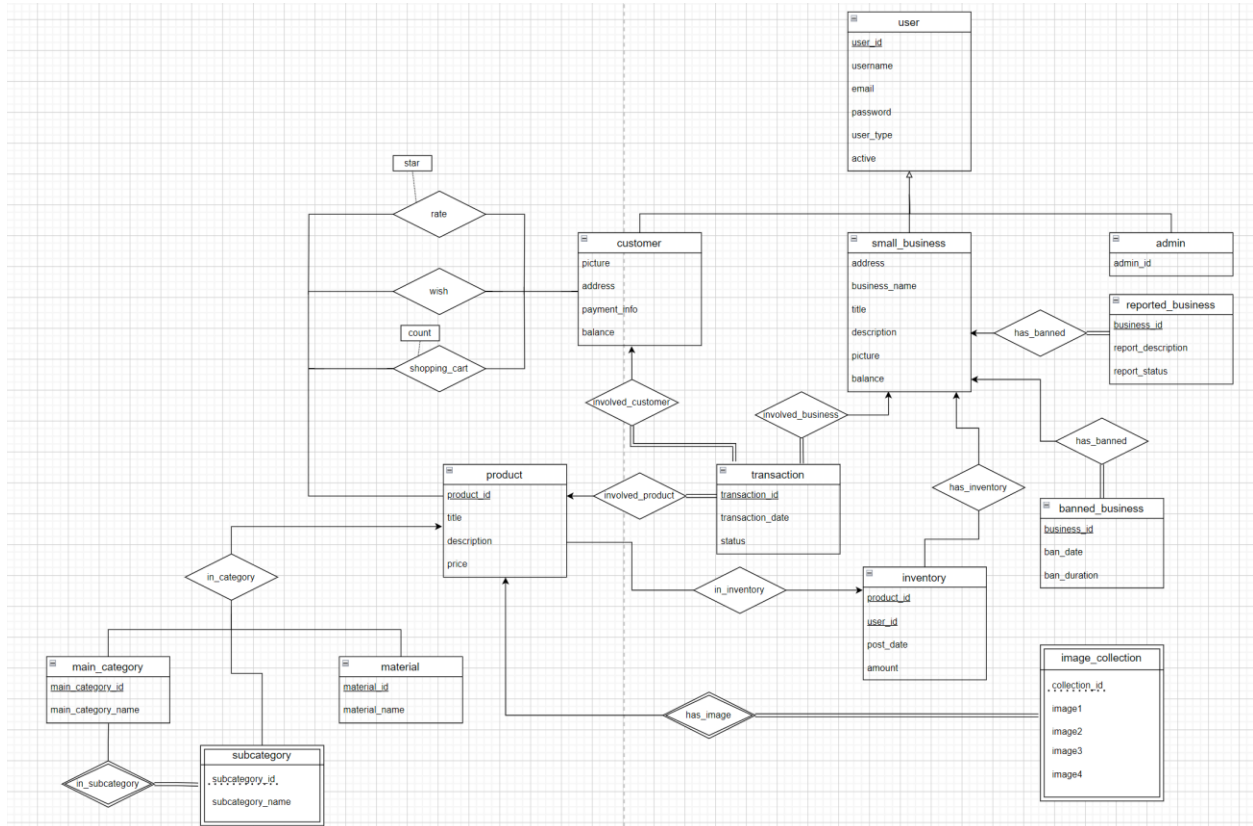 user
user_id
username
email
password
user_type
active
star
rate
wish
count
shopping_cart
customer
picture
address
payment_info
balance
small_business
address
business_name
title
description
picture
balance
admin
admin_id
reported_business
business_id
report_description
report_status
has_banned
involved_customer
involved_business
has_banned
product
product_id
title
description
price
involved_product
transaction
transaction_id
transaction_date
status
has_inventory
banned_business
business_id
ban_date
ban_duration
in_category
in_inventory
inventory
product_id
user_id
post_date
amount
main_category
main_category_id
main_category_name
material
material_id
material_name
has_image
image_collection
collection_id
image1
image2
image3
image4
in_subcategory
subcategory
subcategory_id
subcategory_name